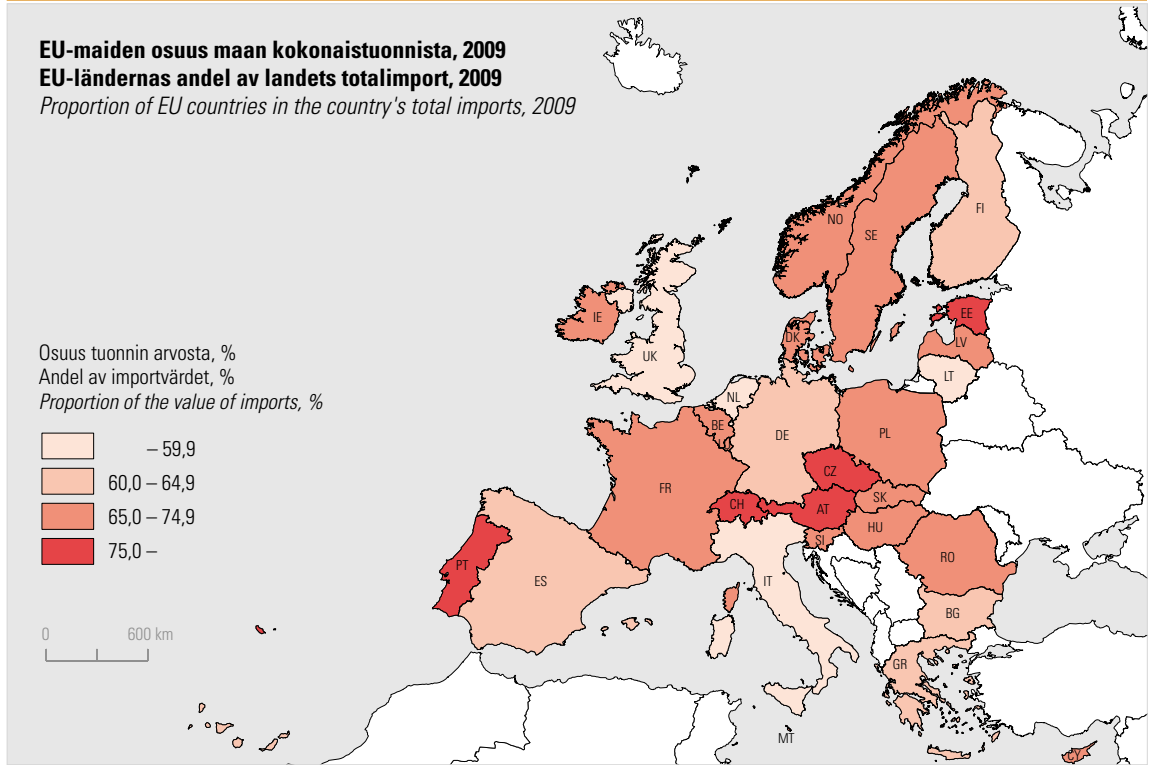 EU-maiden osuus maan kokonaistuonnista, 2009
EU-ländernas andel av landets totalimport, 2009
Proportion of EU countries in the country's total imports, 2009
Osuus tuonnin arvosta, %
Andel av importvärdet, %
Proportion of the value of imports, %
– 59,9
60,0 – 64,9
65,0 – 74,9
75,0 –
0 600 km
FI
NO
SE
EE
IE
DK
LV
UK
LT
NL
BE
DE
PL
CZ
FR
SK
CH
AT
HU
SI
RO
PT
ES
IT
BG
GR
MT
CY